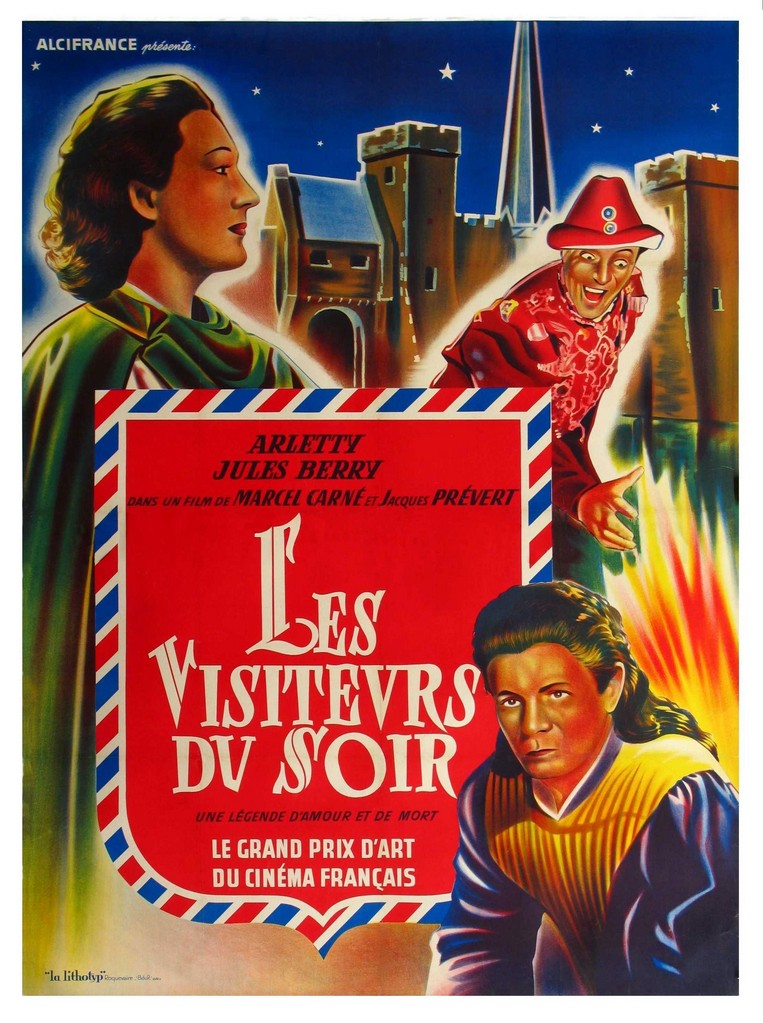 ALCIFRANCE présente:
ARLETTY
JULES BERRY
DANS UN FILM DE MARCEL CARNÉ ET JACQUES PRÉVERT
LES
VISITEVRS
DV SOIR
UNE LÉGENDE D'AMOUR ET DE MORT
LE GRAND PRIX D'ART
DU CINÉMA FRANÇAIS
"la lithotyp"